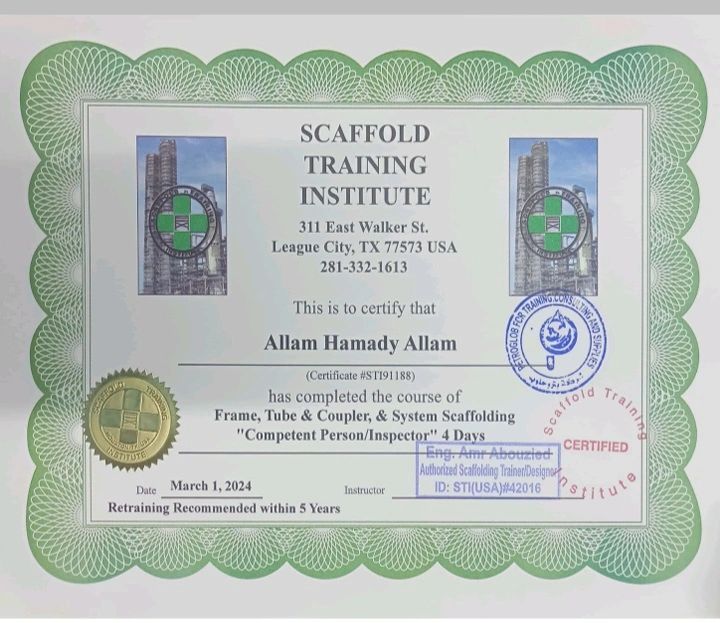 SCAFFOLD
TRAINING
INSTITUTE
311 East Walker St.
League City, TX 77573 USA
281-332-1613
This is to certify that
Allam Hamady Allam
(Certificate #STI91188)
has completed the course of
Frame, Tube & Coupler, & System Scaffolding
"Competent Person/Inspector" 4 Days
Date March 1, 2024
Instructor
Retraining Recommended within 5 Years
PETROGLOB FOR TRAINING, CONSULTING AND SUPPLIES
Eng. Amr Abouzied
Authorized Scaffolding Trainer/Designer
ID: STI(USA)#42016
Scaffold Training
CERTIFIED
Institute
SCAFFOLD TRAINING
INSTITUTE